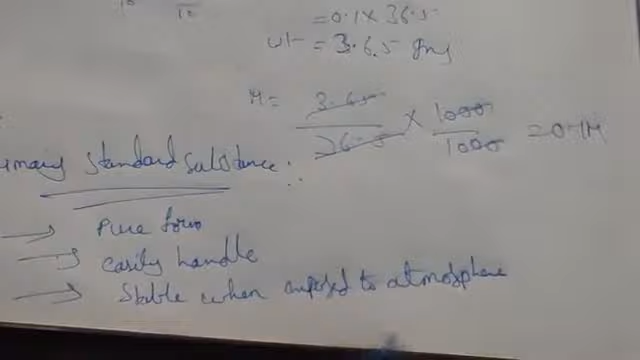 = 0.1 x 36.5
wt = 3.65 gm
M = 3.65 / 36.5 x 1000 / 1000 = 0.1M
imary standard substance :
→ Pure form
→ easily handle
→ Stable when exposed to atmosphere